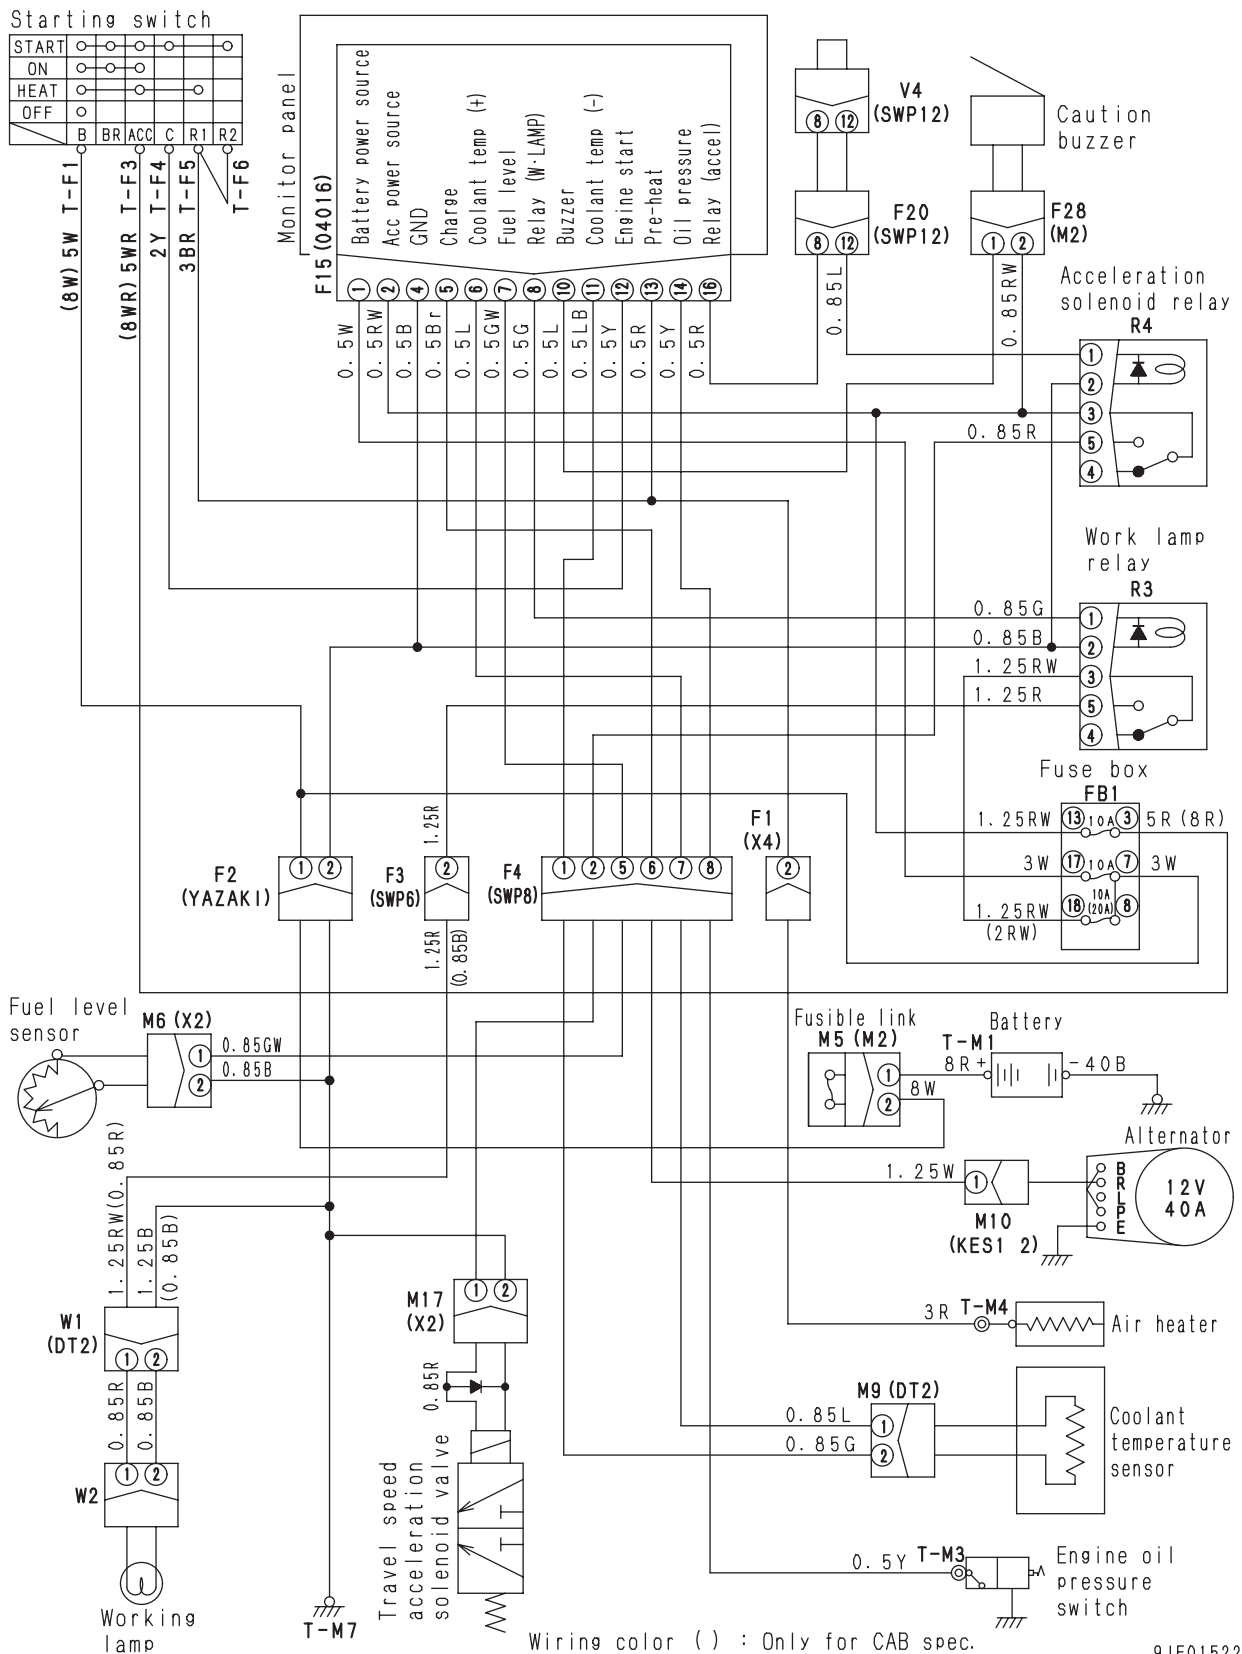 Starting switch
START
ON
HEAT
OFF
B BR ACC C R1 R2
(8W) 5W T-F1
(8WR) 5WR T-F3
2Y T-F4
3BR T-F5
T-F6
Monitor panel
F15 (04016)
Battery power source
Acc power source
GND
Charge
Coolant temp (+)
Fuel level
Relay (W·LAMP)
Buzzer
Coolant temp (-)
Engine start
Pre-heat
Oil pressure
Relay (accel)
1 2 4 5 6 7 8 10 11 12 13 14 16
0.5W
0.5RW
0.5B
0.5Br
0.5L
0.5GW
0.5G
0.5L
0.5LB
0.5Y
0.5R
0.5Y
0.5R
V4
(SWP12)
8 12
F20
(SWP12)
8 12
0.85L
Caution
buzzer
F28
(M2)
1 2
0.85RW
Acceleration
solenoid relay
R4
1
2
3
5
4
0.85R
Work lamp
relay
R3
0.85G 1
0.85B 2
1.25RW 3
1.25R 5
4
Fuse box
FB1
1.25RW 13 10A 3 5R (8R)
3W 17 10A 7 3W
1.25RW 18 10A (20A) 8
(2RW)
F2
(YAZAKI)
1 2
1.25R
F3
(SWP6)
2
1.25R
(0.85B)
F4
(SWP8)
1 2 5 6 7 8
F1
(X4)
2
Fuel level
sensor
M6 (X2)
1 0.85GW
2 0.85B
Fusible link
M5 (M2)
1
2
8W
Battery
T-M1
8R +
-40B
Alternator
B
R
L
P
E
12V
40A
1.25W
1
M10
(KES1 2)
1.25RW(0.85R)
1.25B
(0.85B)
W1
(DT2)
1 2
0.85R
0.85B
W2
1 2
Working
lamp
T-M7
M17
(X2)
1 2
0.85R
Travel speed
acceleration
solenoid valve
3R T-M4
Air heater
M9 (DT2)
0.85L 1
0.85G 2
Coolant
temperature
sensor
0.5Y T-M3
Engine oil
pressure
switch
Wiring color ( ) : Only for CAB spec.
9JE01522